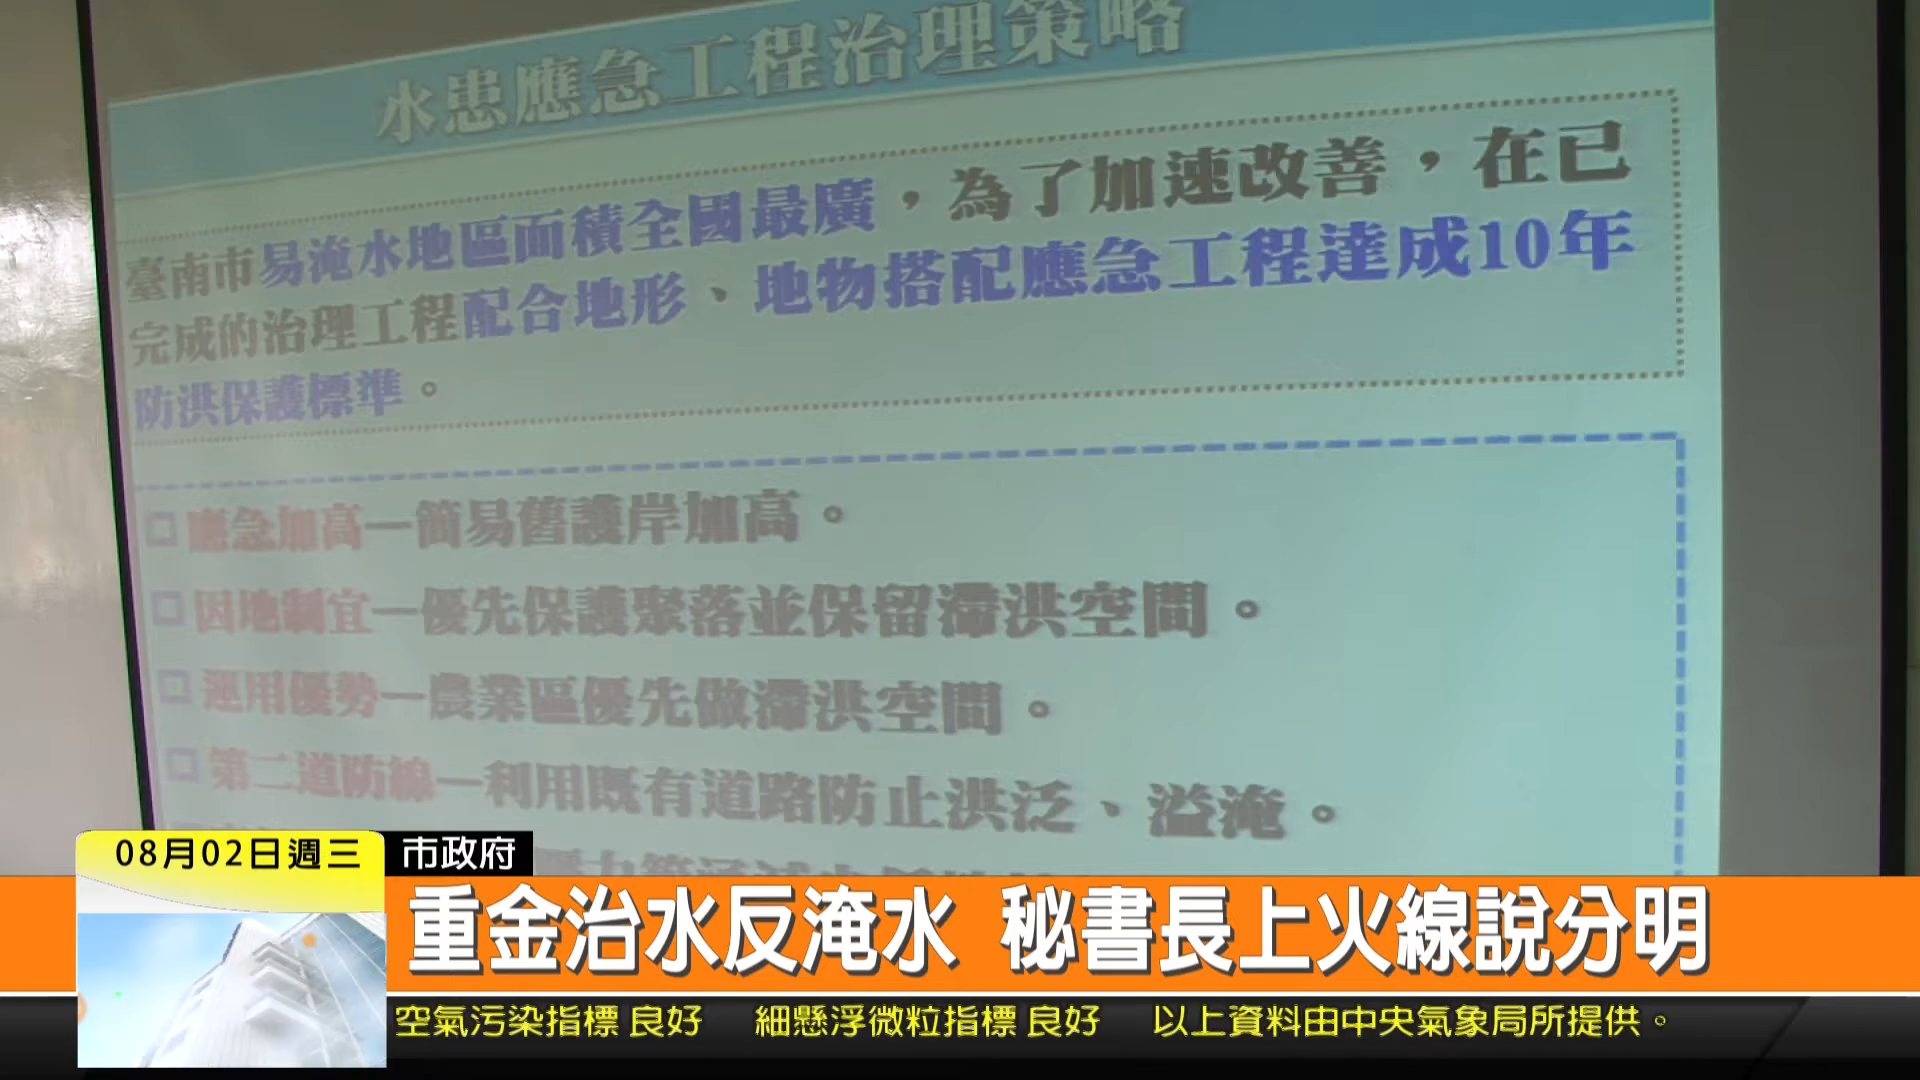 水患應急工程治理策略
臺南市易淹水地區面積全國最廣，為了加速改善，在已
完成的治理工程配合地形、地物搭配應急工程達成10年
防洪保護標準。
應急加高—簡易舊護岸加高。
因地制宜—優先保護聚落並保留滯洪空間。
運用優勢—農業區優先做滯洪空間。
第二道防線—利用既有道路防止洪泛、溢淹。
08月02日週三
市政府
重金治水反淹水 秘書長上火線說分明
空氣污染指標 良好 細懸浮微粒指標 良好 以上資料由中央氣象局所提供。